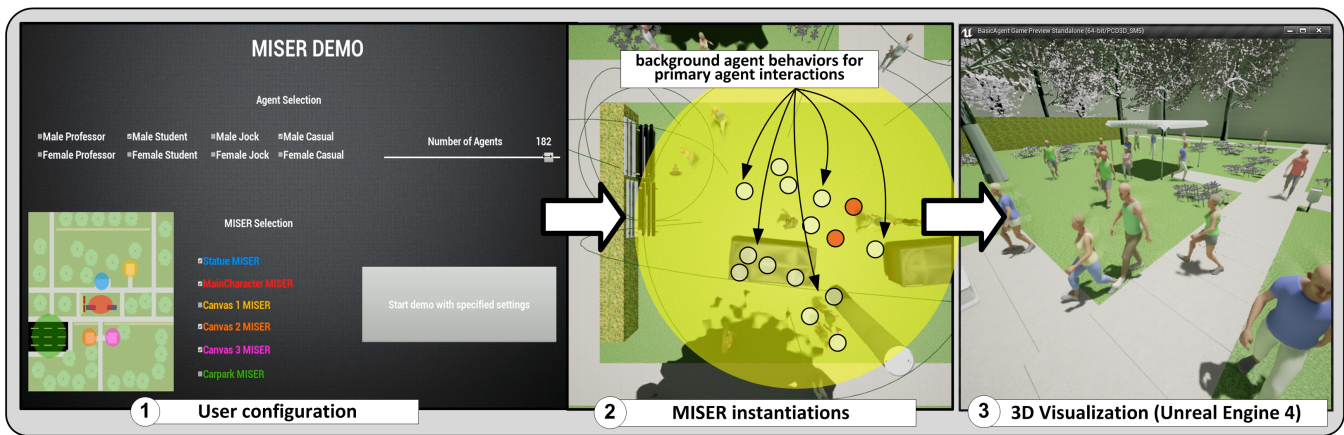 MISER DEMO
Agent Selection
Male Professor Male Student Male Jock Male Casual
Female Professor Female Student Female Jock Female Casual
Number of Agents 182
MISER Selection
Statue MISER
MainCharacter MISER
Canvas 1 MISER
Canvas 2 MISER
Canvas 3 MISER
Carpark MISER
Start demo with specified settings
1 User configuration
background agent behaviors for
primary agent interactions
2 MISER instantiations
BasicAgent Game Preview Standalone (64-bit/PCD3D_SM5)
3 3D Visualization (Unreal Engine 4)